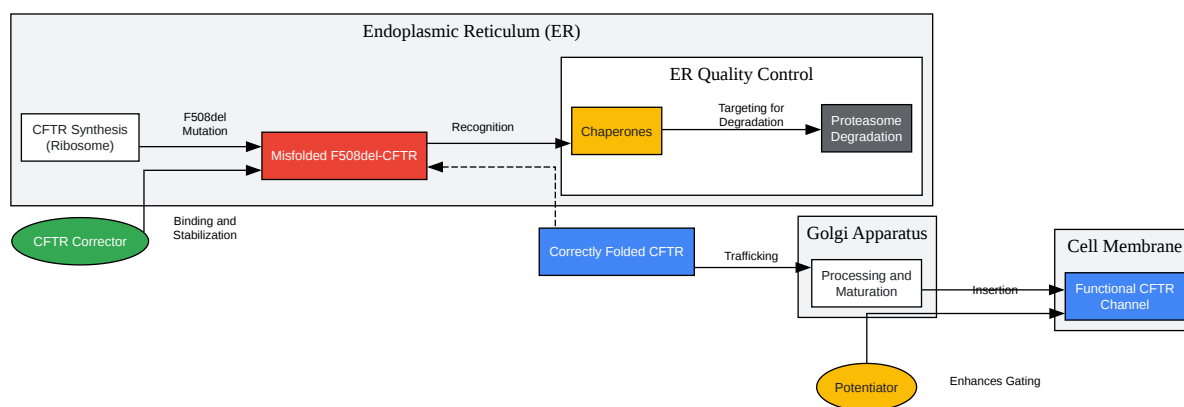 Endoplasmic Reticulum (ER)
ER Quality Control
CFTR Synthesis
(Ribosome)
F508del
Mutation
Misfolded F508del-CFTR
Recognition
Chaperones
Targeting for
Degradation
Proteasome
Degradation
CFTR Corrector
Binding and
Stabilization
Correctly Folded CFTR
Trafficking
Golgi Apparatus
Processing and
Maturation
Insertion
Cell Membrane
Functional CFTR
Channel
Potentiator
Enhances Gating